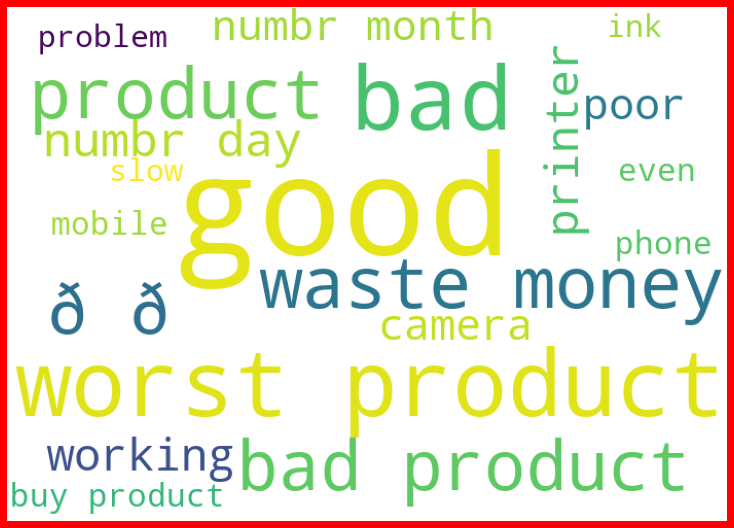 problem
numbr month
ink
product
bad
printer
poor
numbr day
slow
good
even
mobile
phone
waste money
ð ð
camera
worst product
working
bad product
buy product